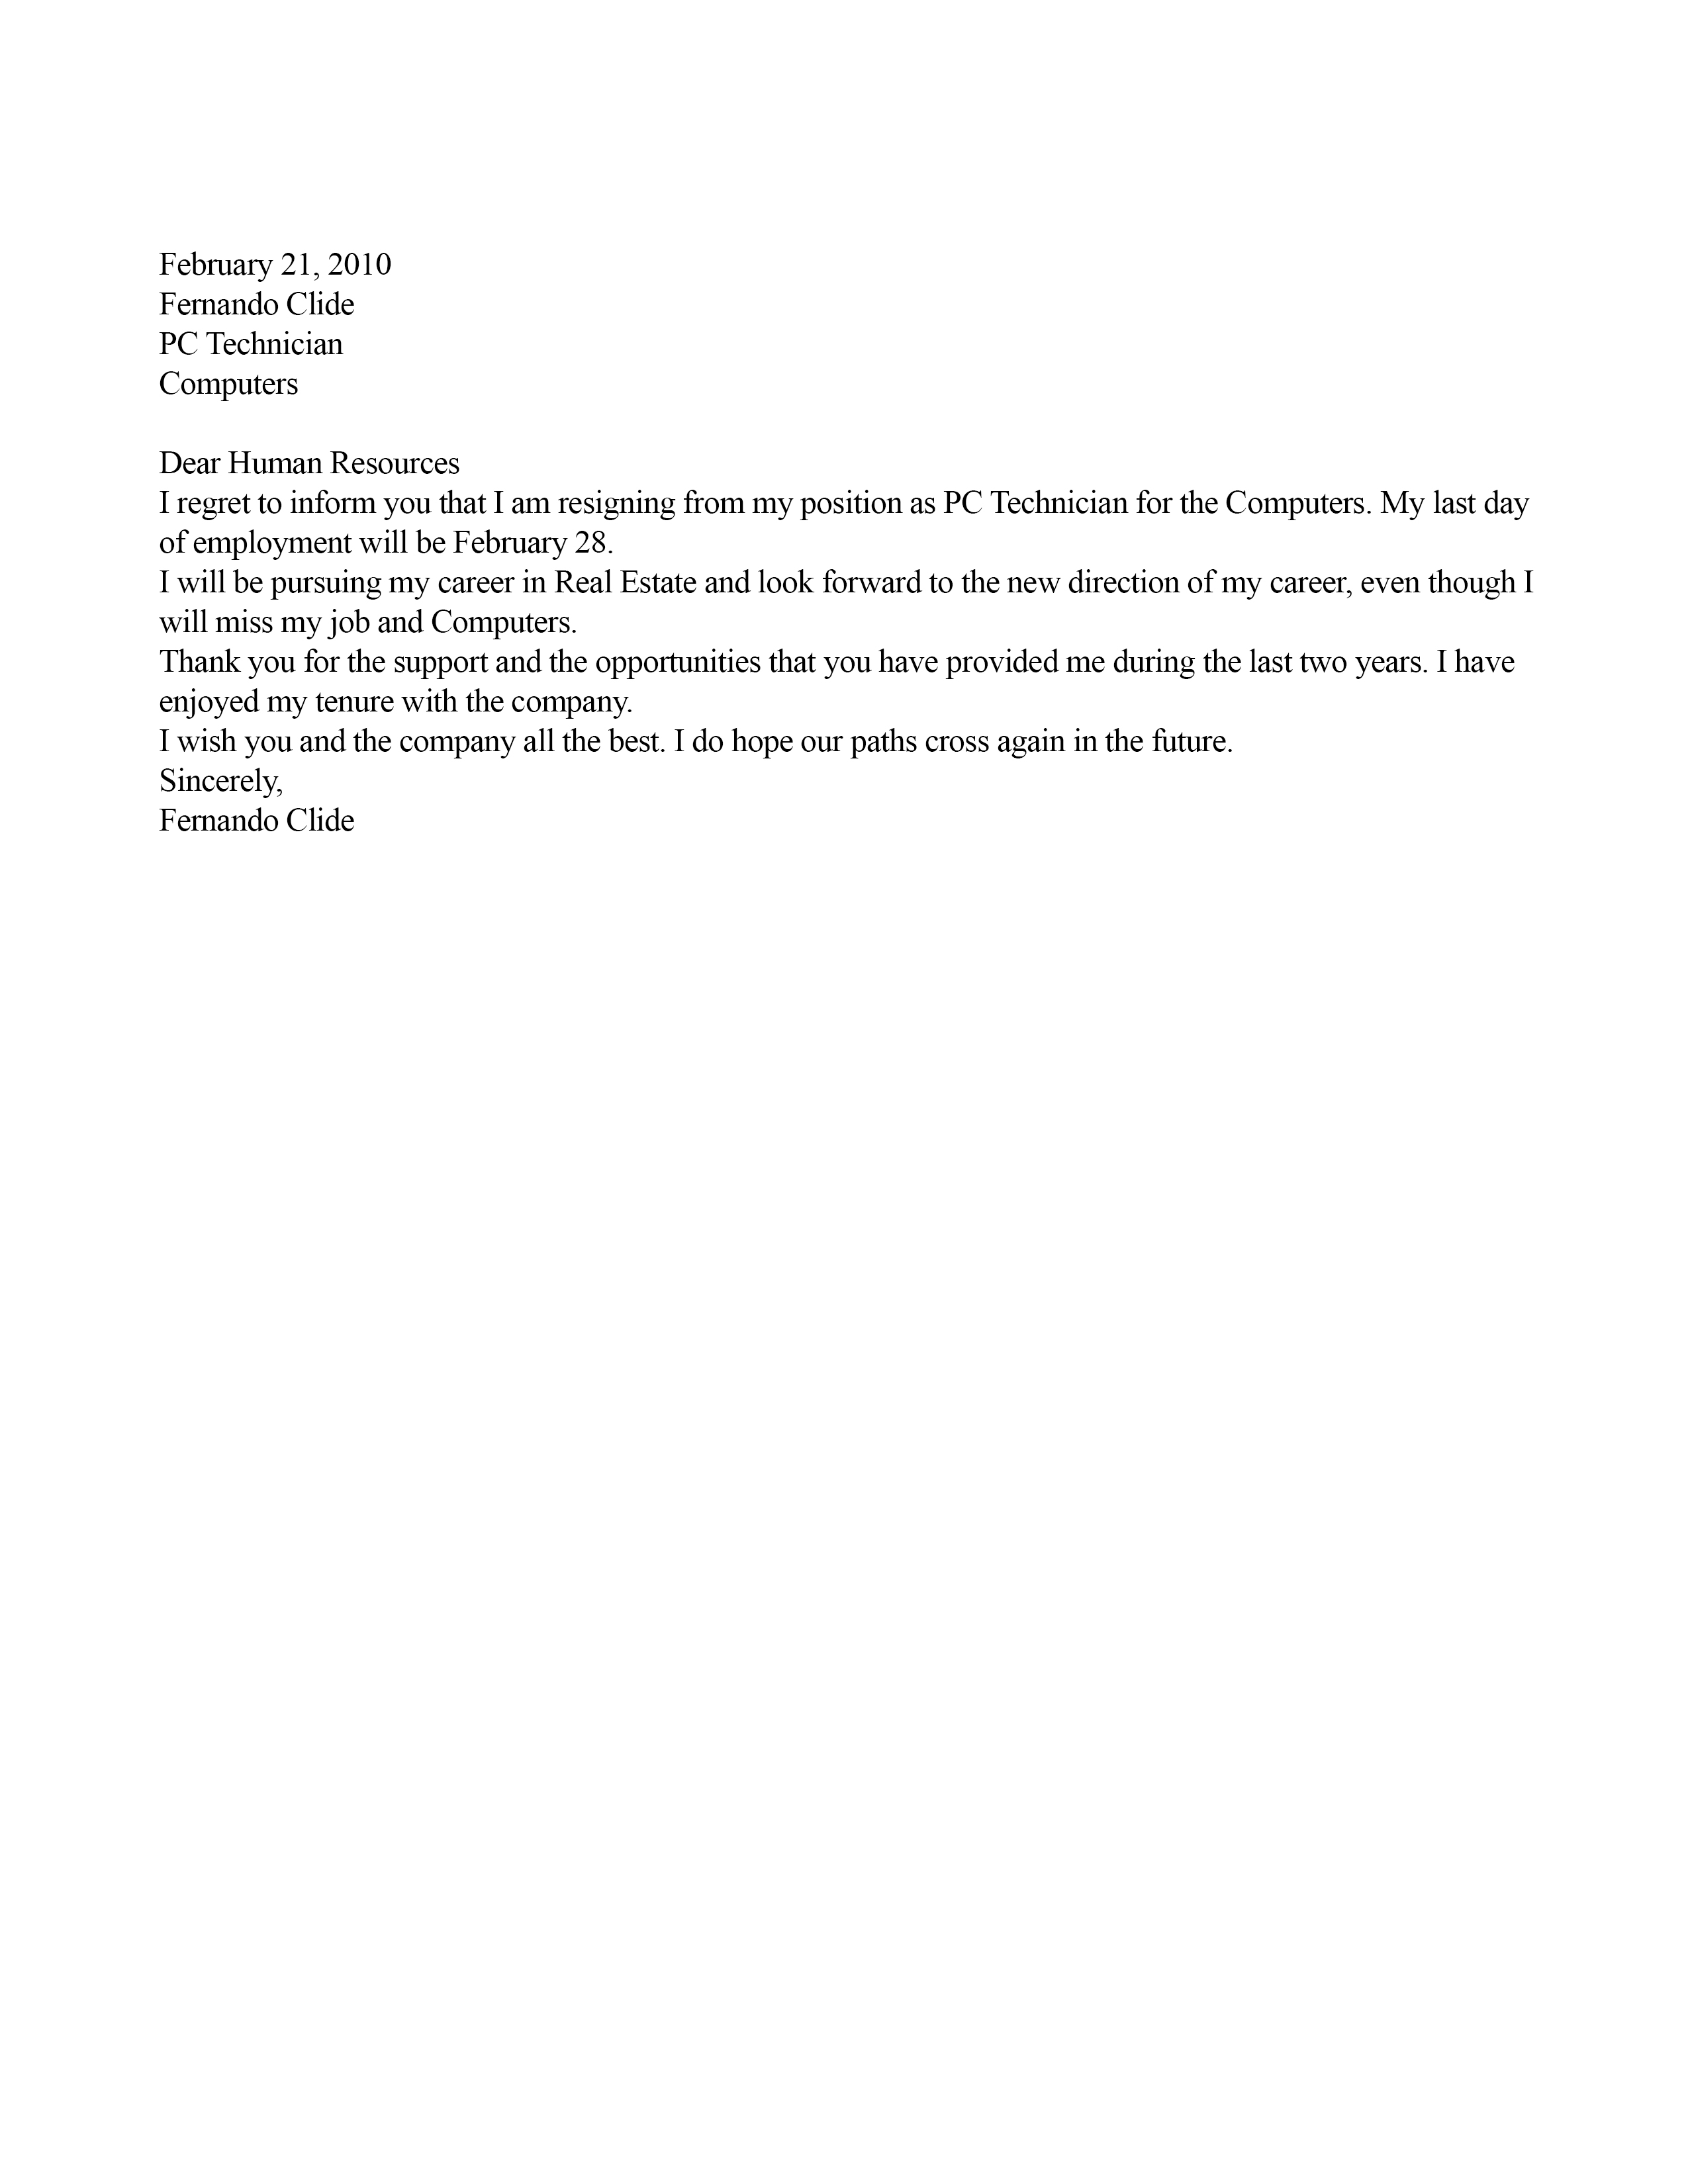 February 21, 2010
Fernando Clide
PC Technician
Computers
Dear Human Resources
I regret to inform you that I am resigning from my position as PC Technician for the Computers. My last day
of employment will be February 28.
I will be pursuing my career in Real Estate and look forward to the new direction of my career, even though I
will miss my job and Computers.
Thank you for the support and the opportunities that you have provided me during the last two years. I have
enjoyed my tenure with the company.
I wish you and the company all the best. I do hope our paths cross again in the future.
Sincerely,
Fernando Clide